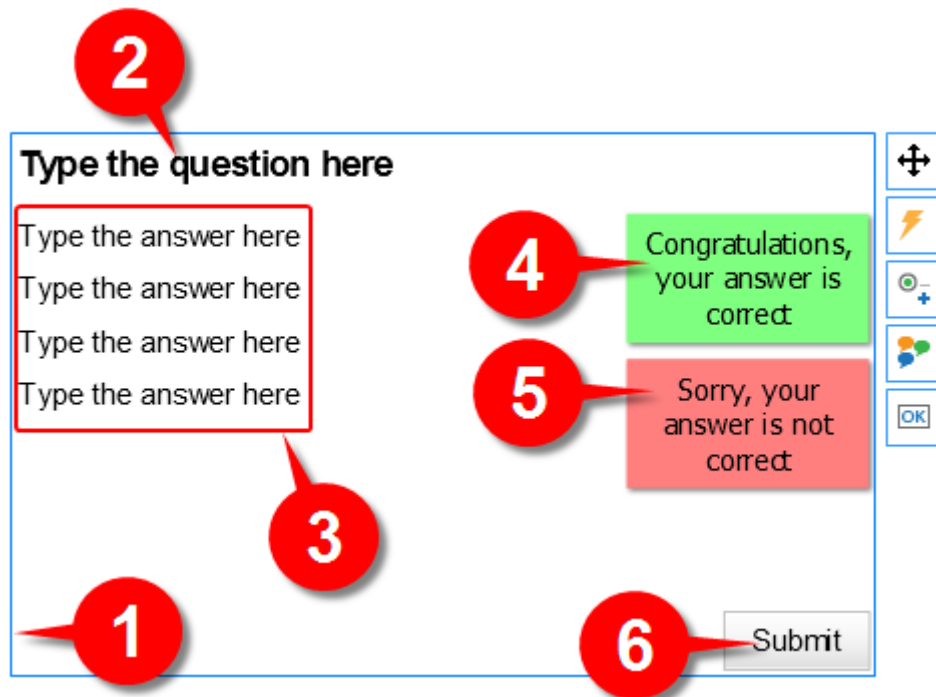 2
Type the question here
Type the answer here
Type the answer here
Type the answer here
Type the answer here
3
4
Congratulations,
your answer is
correct
5
Sorry, your
answer is not
correct
OK
1
6
Submit